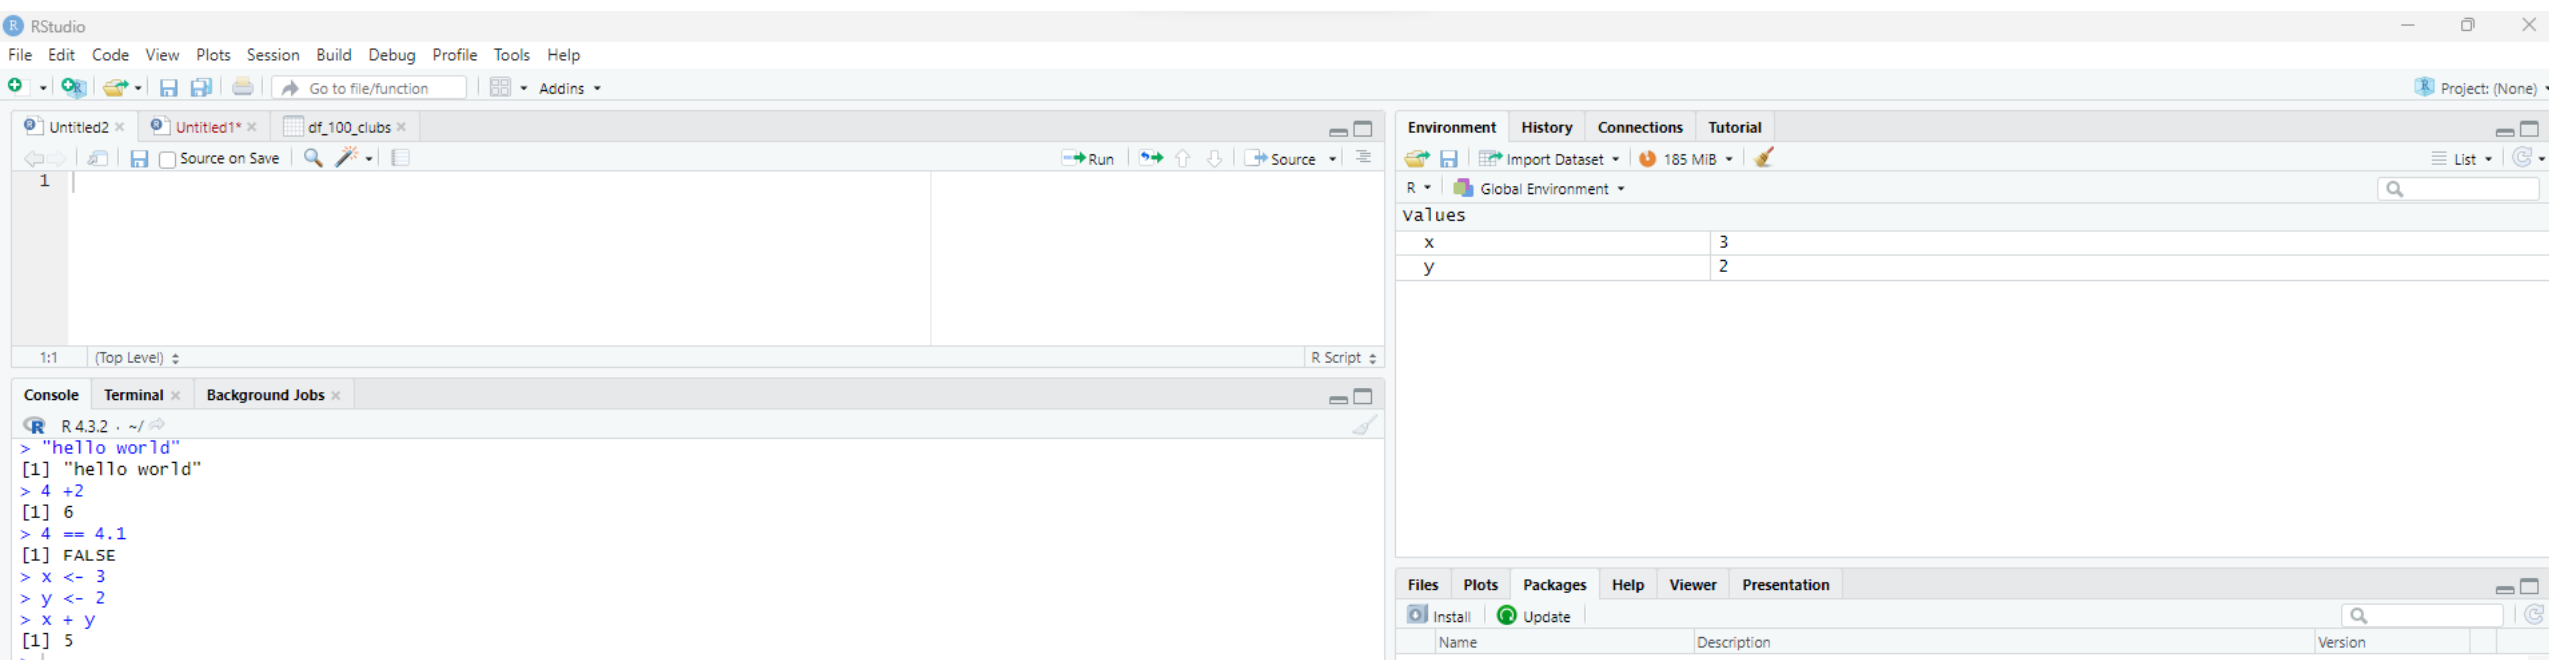 RStudio
File Edit Code View Plots Session Build Debug Profile Tools Help
Go to file/function Addins
Project: (None)
Untitled2 Untitled1* df_100_clubs
Source on Save Run Source
1
1:1 (Top Level) R Script
Console Terminal Background Jobs
R 4.3.2 · ~/
> "hello world"
[1] "hello world"
> 4 +2
[1] 6
> 4 == 4.1
[1] FALSE
> x <- 3
> y <- 2
> x + y
[1] 5
Environment History Connections Tutorial
Import Dataset 185 MiB List
R Global Environment
Values
x 3
y 2
Files Plots Packages Help Viewer Presentation
Install Update
Name Description Version